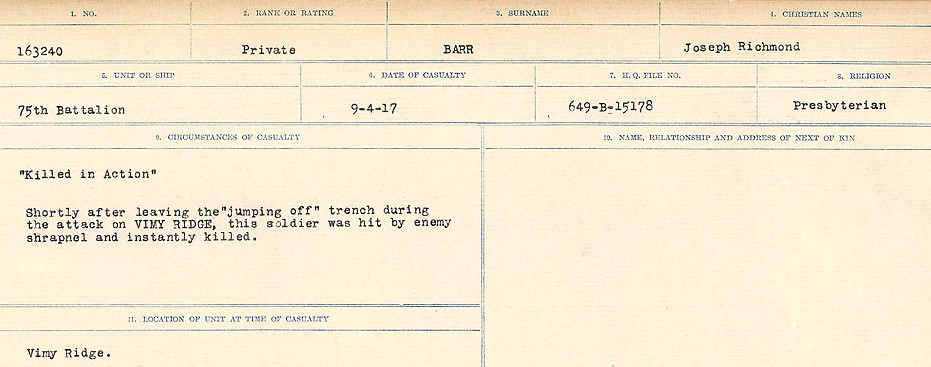 1. NO. 2. RANK OR RATING 3. SURNAME 4. CHRISTIAN NAMES
163240 Private BARR Joseph Richmond
5. UNIT OR SHIP 6. DATE OF CASUALTY 7. H.Q. FILE NO. 8. RELIGION
75th Battalion 9-4-17 649-B-15178 Presbyterian
9. CIRCUMSTANCES OF CASUALTY
"Killed in Action"
Shortly after leaving the"jumping off" trench during
the attack on VIMY RIDGE, this soldier was hit by enemy
shrapnel and instantly killed.
10. NAME, RELATIONSHIP AND ADDRESS OF NEXT OF KIN
11. LOCATION OF UNIT AT TIME OF CASUALTY
Vimy Ridge.